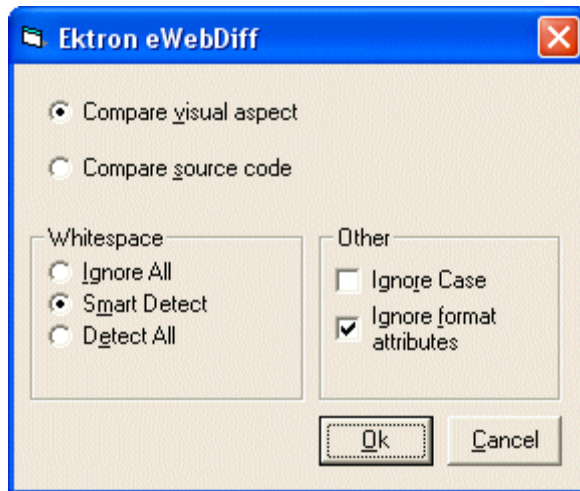 Ektron eWebDiff
Compare visual aspect
Compare source code
Whitespace
Ignore All
Smart Detect
Detect All
Other
Ignore Case
Ignore format
attributes
Ok
Cancel